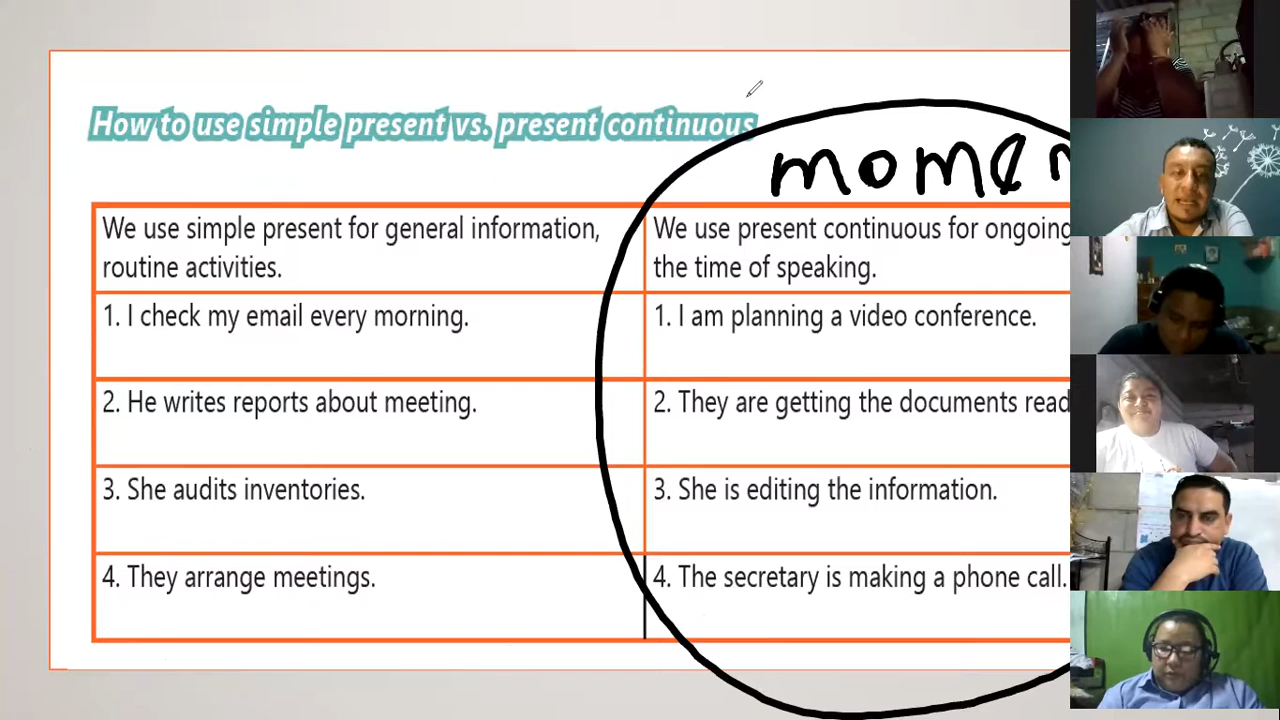 How to use simple present vs. present continuous
momen
We use simple present for general information,
routine activities.
We use present continuous for ongoing
the time of speaking.
1. I check my email every morning.
1. I am planning a video conference.
2. He writes reports about meeting.
2. They are getting the documents read
3. She audits inventories.
3. She is editing the information.
4. They arrange meetings.
4. The secretary is making a phone call.